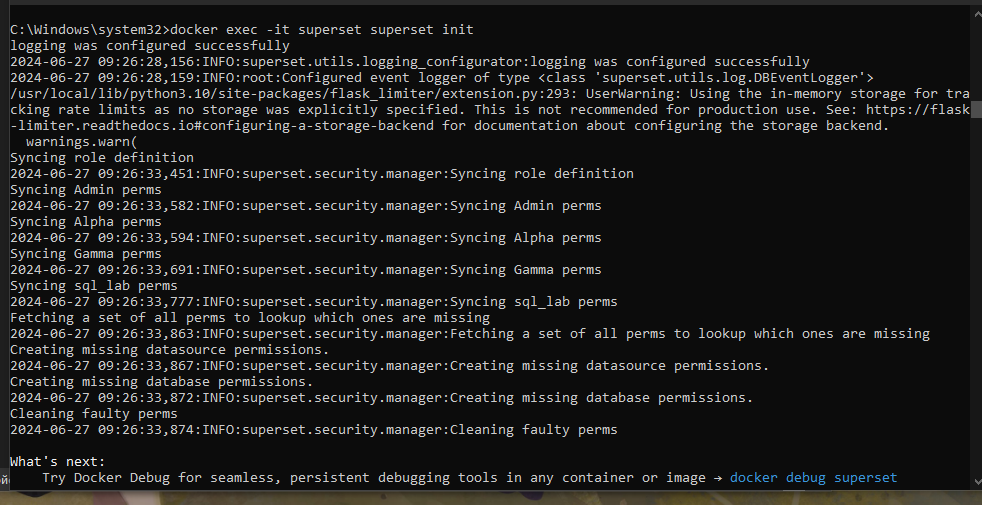 C:\Windows\system32>docker exec -it superset superset init
logging was configured successfully
2024-06-27 09:26:28,156:INFO:superset.utils.logging_configurator:logging was configured successfully
2024-06-27 09:26:28,159:INFO:root:Configured event logger of type <class 'superset.utils.log.DBEventLogger'>
/usr/local/lib/python3.10/site-packages/flask_limiter/extension.py:293: UserWarning: Using the in-memory storage for tra
cking rate limits as no storage was explicitly specified. This is not recommended for production use. See: https://flask
-limiter.readthedocs.io#configuring-a-storage-backend for documentation about configuring the storage backend.
  warnings.warn(
Syncing role definition
2024-06-27 09:26:33,451:INFO:superset.security.manager:Syncing role definition
Syncing Admin perms
2024-06-27 09:26:33,582:INFO:superset.security.manager:Syncing Admin perms
Syncing Alpha perms
2024-06-27 09:26:33,594:INFO:superset.security.manager:Syncing Alpha perms
Syncing Gamma perms
2024-06-27 09:26:33,691:INFO:superset.security.manager:Syncing Gamma perms
Syncing sql_lab perms
2024-06-27 09:26:33,777:INFO:superset.security.manager:Syncing sql_lab perms
Fetching a set of all perms to lookup which ones are missing
2024-06-27 09:26:33,863:INFO:superset.security.manager:Fetching a set of all perms to lookup which ones are missing
Creating missing datasource permissions.
2024-06-27 09:26:33,867:INFO:superset.security.manager:Creating missing datasource permissions.
Creating missing database permissions.
2024-06-27 09:26:33,872:INFO:superset.security.manager:Creating missing database permissions.
Cleaning faulty perms
2024-06-27 09:26:33,874:INFO:superset.security.manager:Cleaning faulty perms
What's next:
    Try Docker Debug for seamless, persistent debugging tools in any container or image → docker debug superset